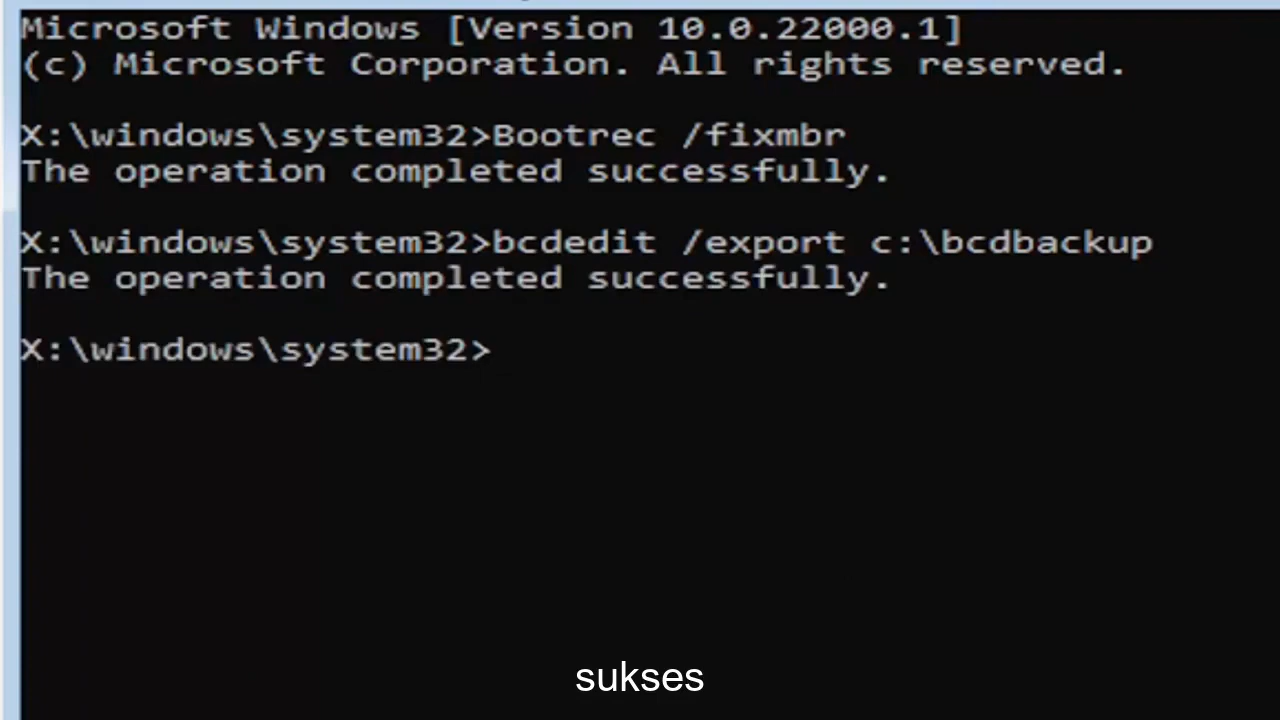 Microsoft Windows [Version 10.0.22000.1]
(c) Microsoft Corporation. All rights reserved.
X:\windows\system32>Bootrec /fixmbr
The operation completed successfully.
X:\windows\system32>bcdedit /export c:\bcdbackup
The operation completed successfully.
X:\windows\system32>
sukses